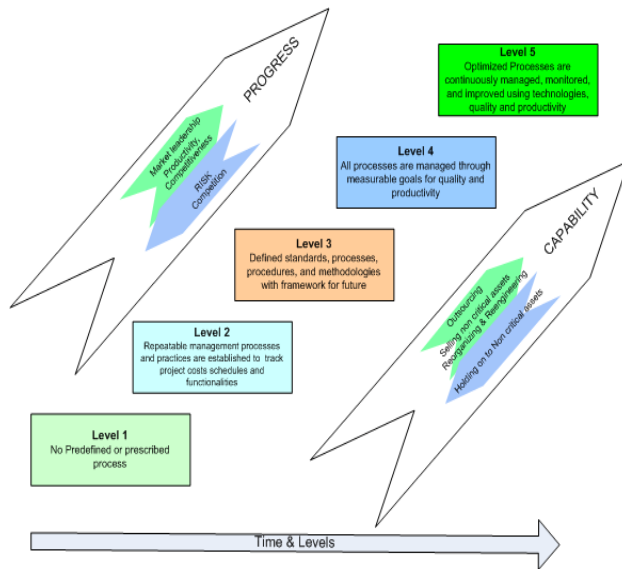 PROGRESS
Market leadership
Productivity,
Competitiveness
RISK
Competition
Level 5
Optimized Processes are
continuously managed, monitored,
and improved using technologies,
quality and productivity
Level 4
All processes are managed through
measurable goals for quality and
productivity
CAPABILITY
Outsourcing
Selling non critical assets
Reorganizing & Reengineering
Holding on to Non critical assets
Level 3
Defined standards, processes,
procedures, and methodologies
with framework for future
Level 2
Repeatable management processes
and practices are established to track
project costs schedules and
functionalities
Level 1
No Predefined or prescribed
process
Time & Levels